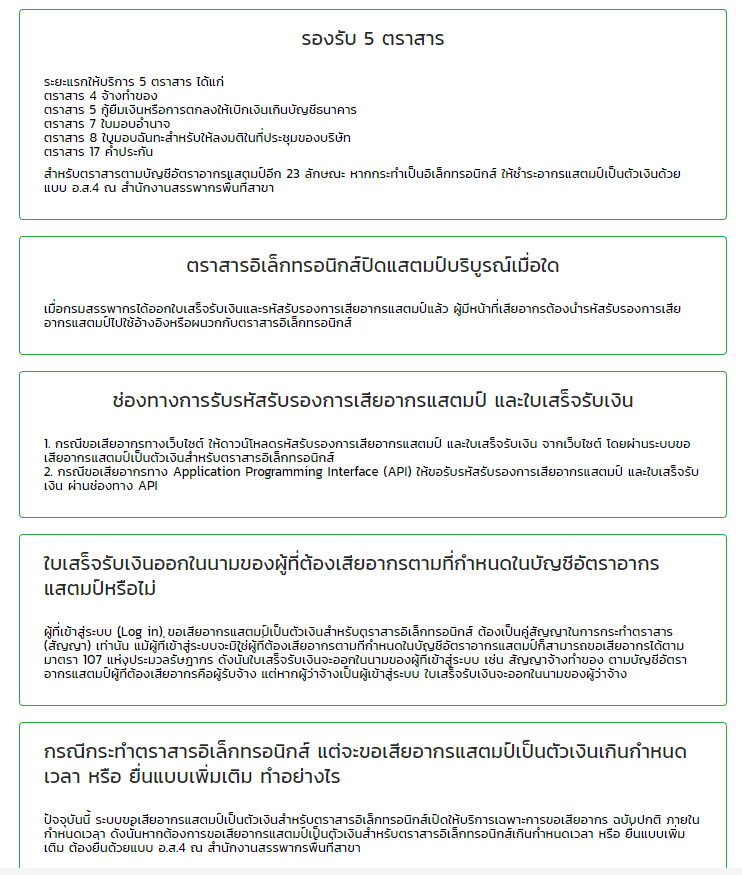 รองรับ 5 ตราสาร
ระยะแรกให้บริการ 5 ตราสาร ได้แก่
ตราสาร 4 จ้างทำของ
ตราสาร 5 กู้ยืมเงินหรือการตกลงให้เบิกเงินเกินบัญชีธนาคาร
ตราสาร 7 ใบมอบอำนาจ
ตราสาร 8 ใบมอบฉันทะสำหรับให้ลงมติในที่ประชุมของบริษัท
ตราสาร 17 ค้ำประกัน
สำหรับตราสารตามบัญชีอัตราอากรแสตมป์อีก 23 ลักษณะ หากกระทำเป็นอิเล็กทรอนิกส์ ให้ชำระอากรแสตมป์เป็นตัวเงินด้วย
แบบ อ.ส.4 ณ สำนักงานสรรพากรพื้นที่สาขา
ตราสารอิเล็กทรอนิกส์ปิดแสตมป์บริบูรณ์เมื่อใด
เมื่อกรมสรรพากรได้ออกใบเสร็จรับเงินและรหัสรับรองการเสียอากรแสตมป์แล้ว ผู้มีหน้าที่เสียอากรต้องนำรหัสรับรองการเสีย
อากรแสตมป์ไปใช้อ้างอิงหรือผนวกกับตราสารอิเล็กทรอนิกส์
ช่องทางการรับรหัสรับรองการเสียอากรแสตมป์ และใบเสร็จรับเงิน
1. กรณีขอเสียอากรทางเว็บไซต์ ให้ดาวน์โหลดรหัสรับรองการเสียอากรแสตมป์ และใบเสร็จรับเงิน จากเว็บไซต์ โดยผ่านระบบขอ
เสียอากรแสตมป์เป็นตัวเงินสำหรับตราสารอิเล็กทรอนิกส์
2. กรณีขอเสียอากรทาง Application Programming Interface (API) ให้ขอรับรหัสรับรองการเสียอากรแสตมป์ และใบเสร็จรับ
เงิน ผ่านช่องทาง API
ใบเสร็จรับเงินออกในนามของผู้ที่ต้องเสียอากรตามที่กำหนดในบัญชีอัตราอากร
แสตมป์หรือไม่
ผู้ที่เข้าสู่ระบบ (Log in) ขอเสียอากรแสตมป์เป็นตัวเงินสำหรับตราสารอิเล็กทรอนิกส์ ต้องเป็นคู่สัญญาในการกระทำตราสาร
(สัญญา) เท่านั้น แม้ผู้ที่เข้าสู่ระบบจะมิใช่ผู้ที่ต้องเสียอากรตามที่กำหนดในบัญชีอัตราอากรแสตมป์ก็สามารถขอเสียอากรได้ตาม
มาตรา 107 แห่งประมวลรัษฎากร ดังนั้นใบเสร็จรับเงินจะออกในนามของผู้ที่เข้าสู่ระบบ เช่น สัญญาจ้างทำของ ตามบัญชีอัตรา
อากรแสตมป์ผู้ที่ต้องเสียอากรคือผู้รับจ้าง แต่หากผู้ว่าจ้างเป็นผู้เข้าสู่ระบบ ใบเสร็จรับเงินจะออกในนามของผู้ว่าจ้าง
กรณีกระทำตราสารอิเล็กทรอนิกส์ แต่จะขอเสียอากรแสตมป์เป็นตัวเงินเกินกำหนด
เวลา หรือ ยื่นแบบเพิ่มเติม ทำอย่างไร
ปัจจุบันนี้ ระบบขอเสียอากรแสตมป์เป็นตัวเงินสำหรับตราสารอิเล็กทรอนิกส์เปิดให้บริการเฉพาะการขอเสียอากร ฉบับปกติ ภายใน
กำหนดเวลา ดังนั้นหากต้องการขอเสียอากรแสตมป์เป็นตัวเงินสำหรับตราสารอิเล็กทรอนิกส์เกินกำหนดเวลา หรือ ยื่นแบบเพิ่ม
เติม ต้องยื่นด้วยแบบ อ.ส.4 ณ สำนักงานสรรพากรพื้นที่สาขา